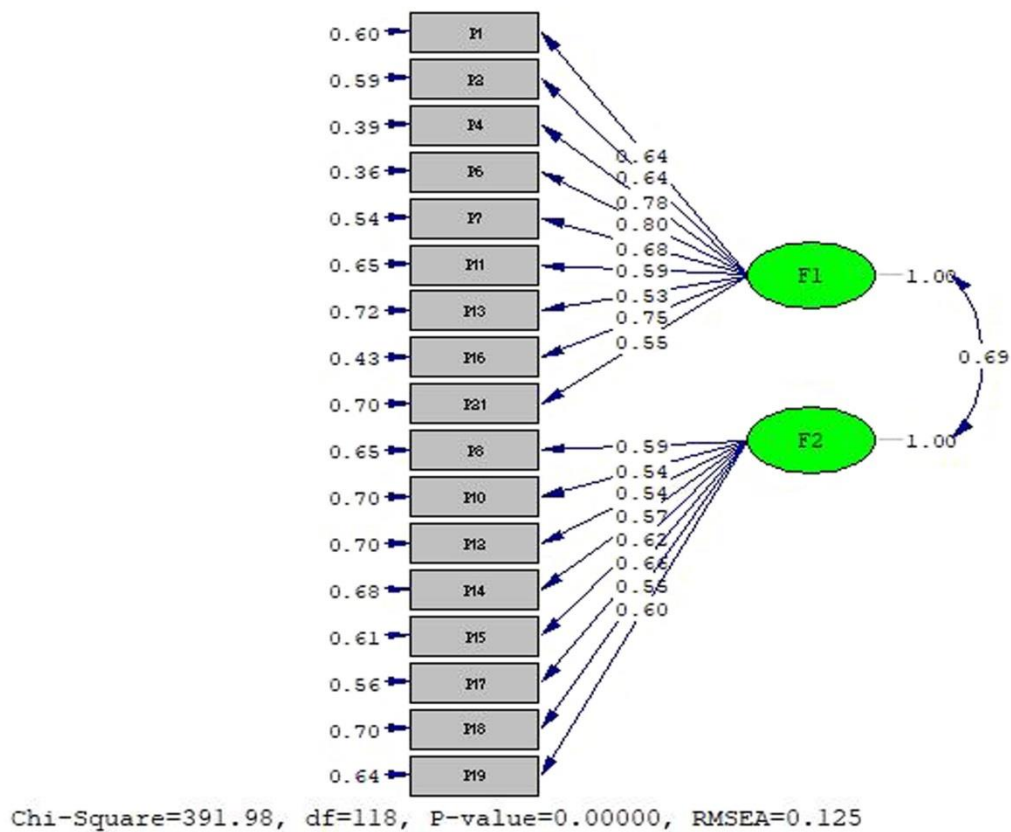 0.60 P1
0.59 P2
0.39 P4
0.36 P6
0.54 P7
0.65 P11
0.72 P13
0.43 P16
0.70 P21
0.65 P8
0.70 P10
0.70 P12
0.68 P14
0.61 P15
0.56 P17
0.70 P18
0.64 P19
0.64
0.64
0.78
0.80
0.68
0.59
0.53
0.75
0.55
0.59
0.54
0.54
0.57
0.62
0.66
0.55
0.60
F1 1.00
0.69
F2 1.00
Chi-Square=391.98, df=118, P-value=0.00000, RMSEA=0.125